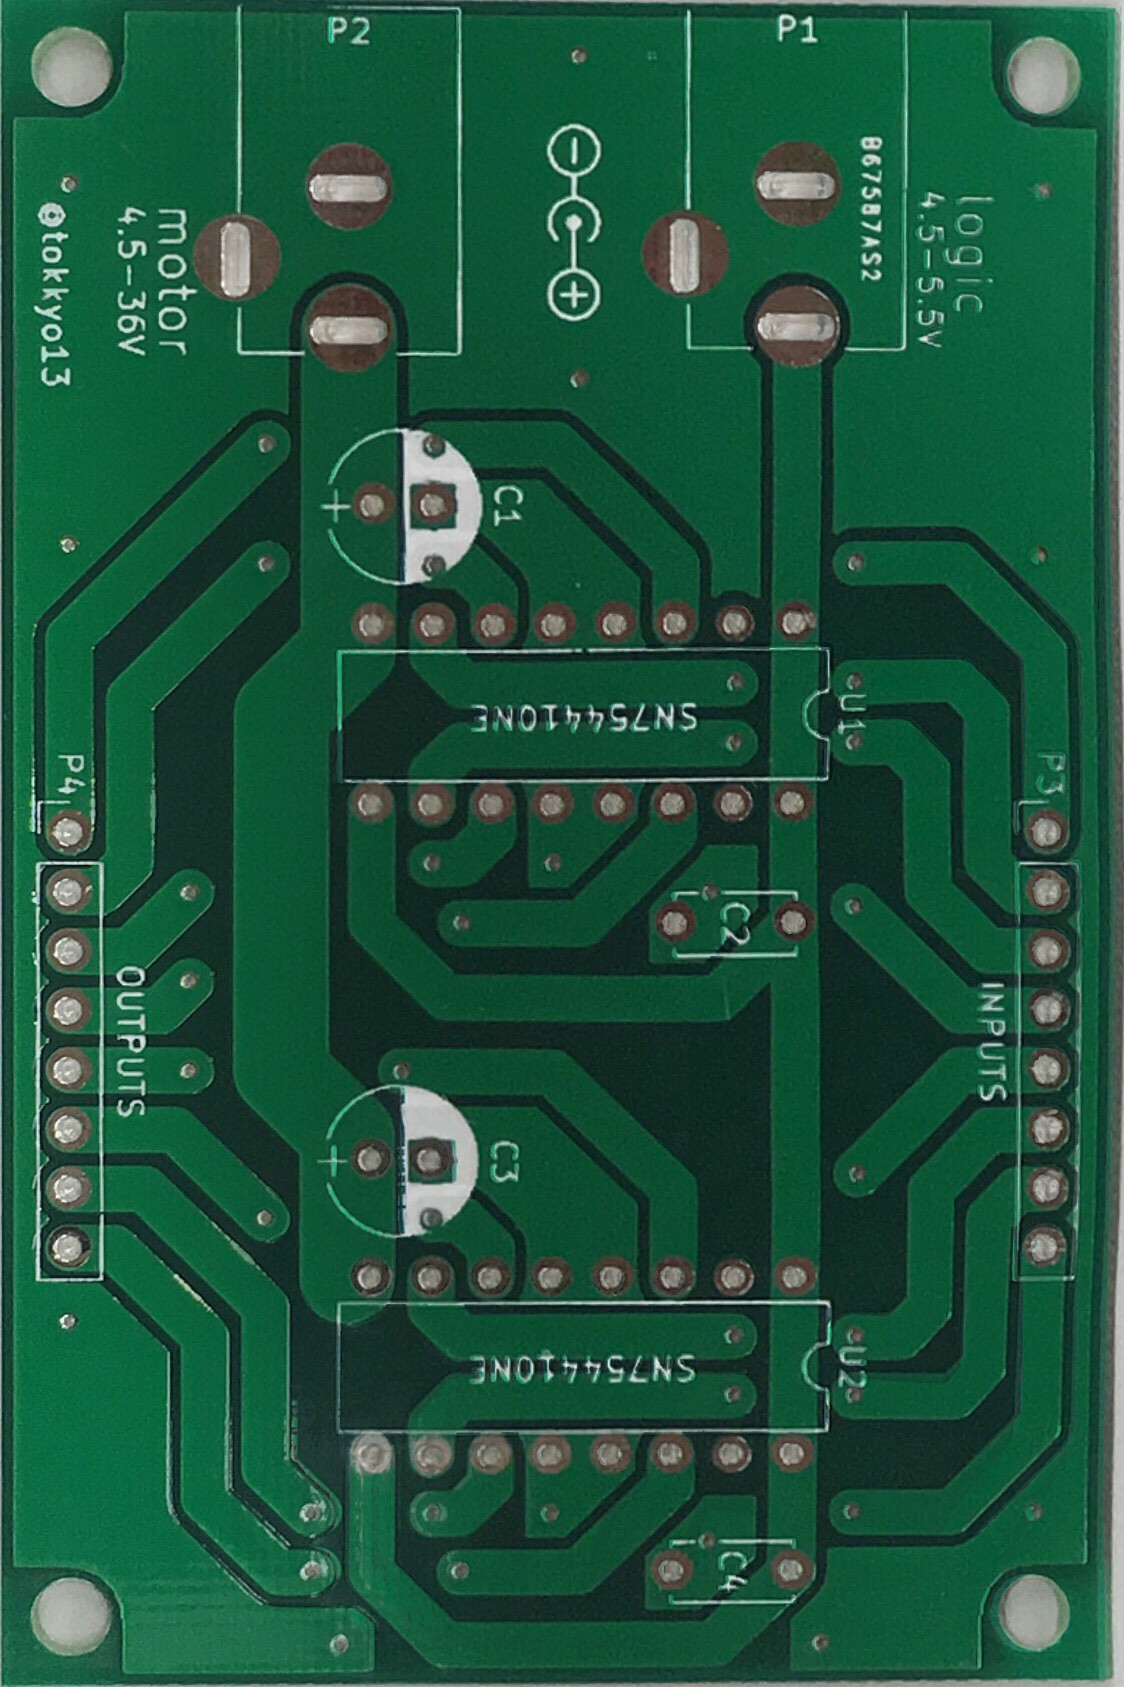 P2
P1
B67587AS2
logic
4.5-5.5V
motor
4.5-36V
@tokkyo13
- +
C1
+
SN754410NE
U1
P4
P3
C2
OUTPUTS
INPUTS
C3
+
SN754410NE
U2
C4